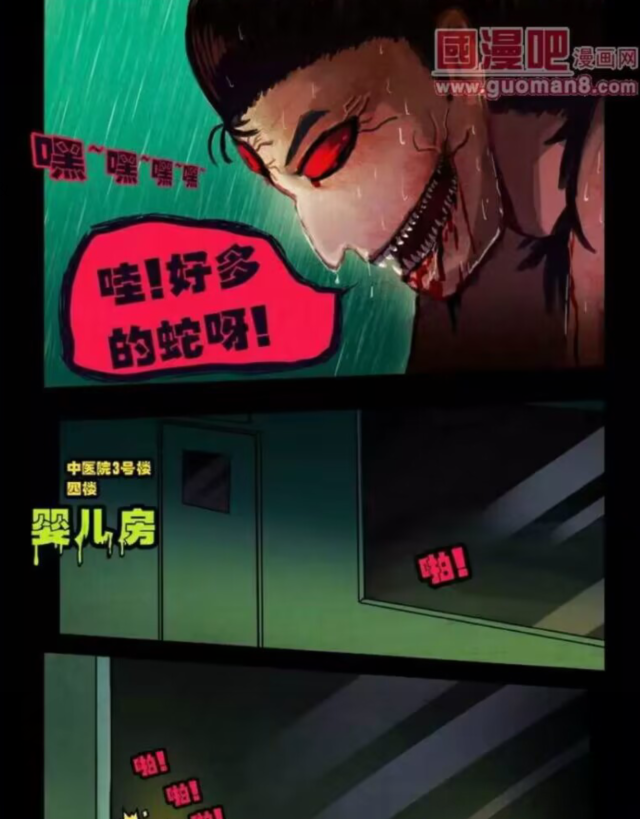 國漫吧漫画网
www.guoman8.com
嘿~嘿~嘿~嘿~
哇!好多
的蛇呀!
中医院3号楼
四楼
婴儿房
啪!
啪!
啪!
啪!